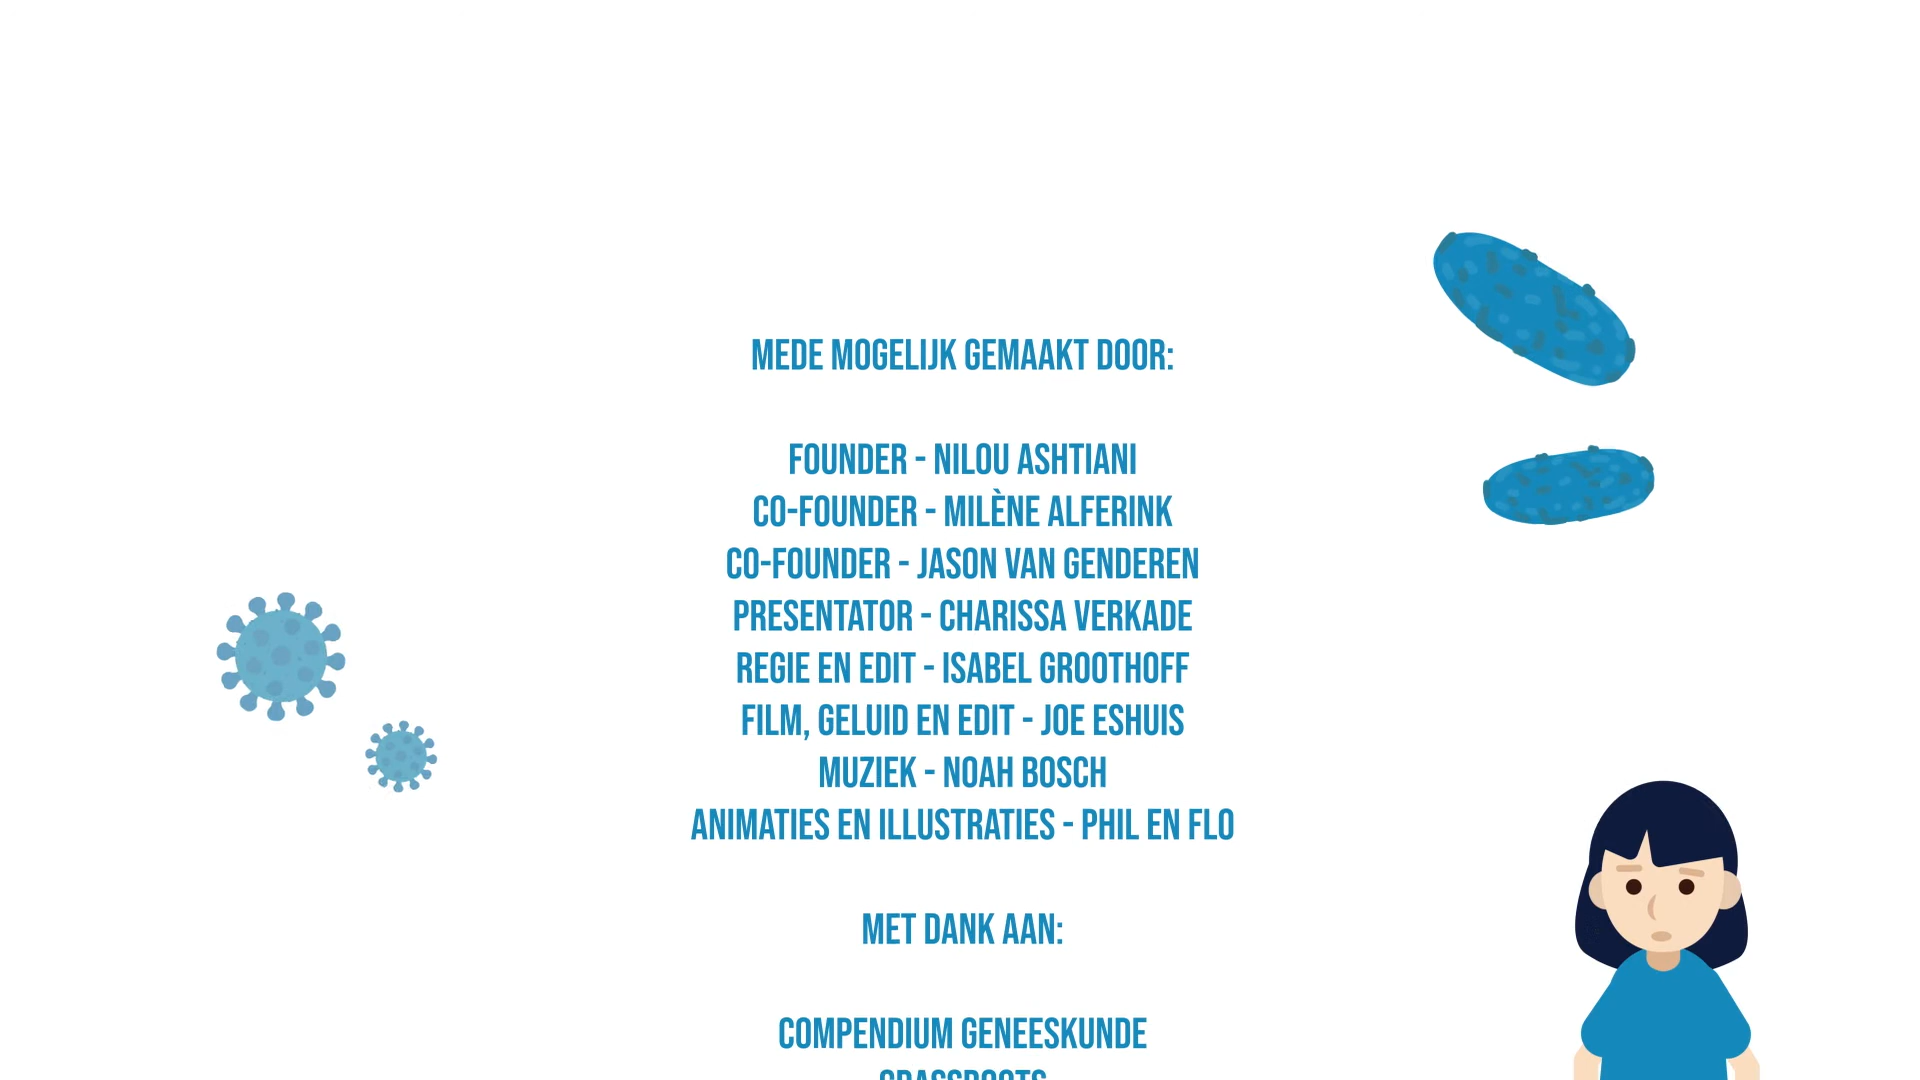 MEDE MOGELIJK GEMAAKT DOOR:
FOUNDER - NILOU ASHTIANI
CO-FOUNDER - MILÈNE ALFERINK
CO-FOUNDER - JASON VAN GENDEREN
PRESENTATOR - CHARISSA VERKADE
REGIE EN EDIT - ISABEL GROOTHOFF
FILM, GELUID EN EDIT - JOE ESHUIS
MUZIEK - NOAH BOSCH
ANIMATIES EN ILLUSTRATIES - PHIL EN FLO
MET DANK AAN:
COMPENDIUM GENEESKUNDE
GRASSROOTS